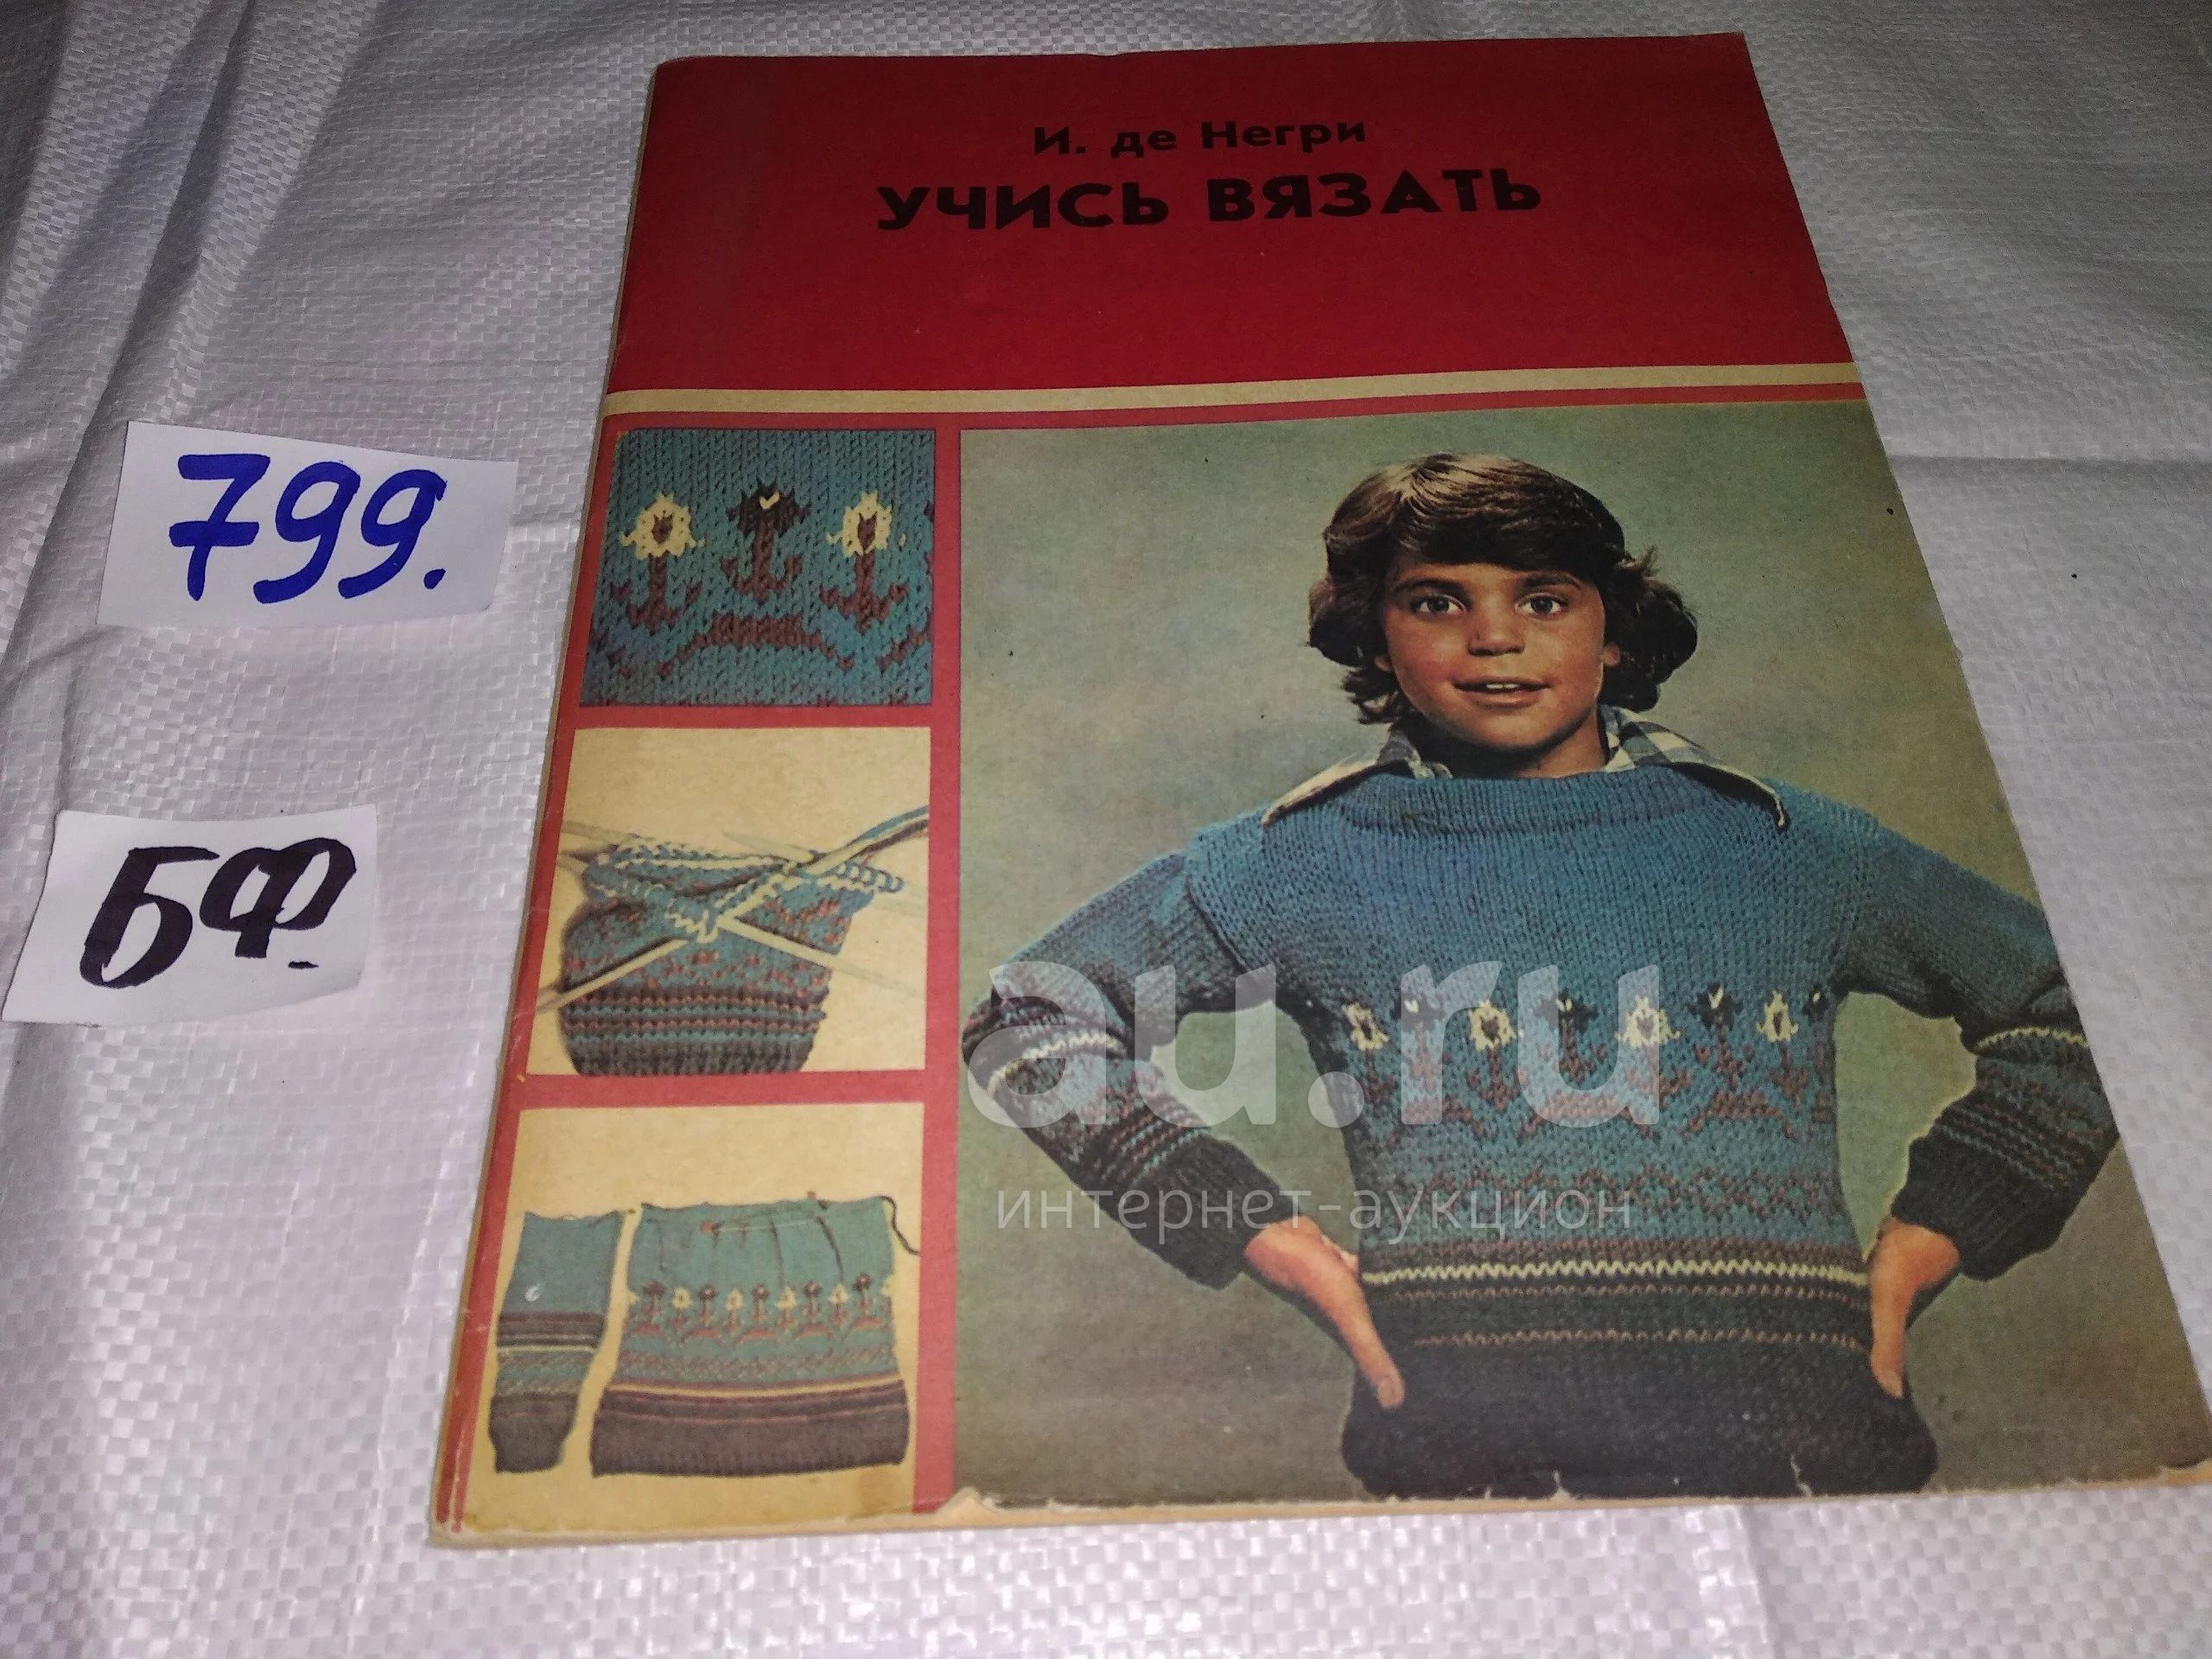 И. де Негри
УЧИСЬ ВЯЗАТЬ
799.
БФ.
au.ru
интернет-аукцион